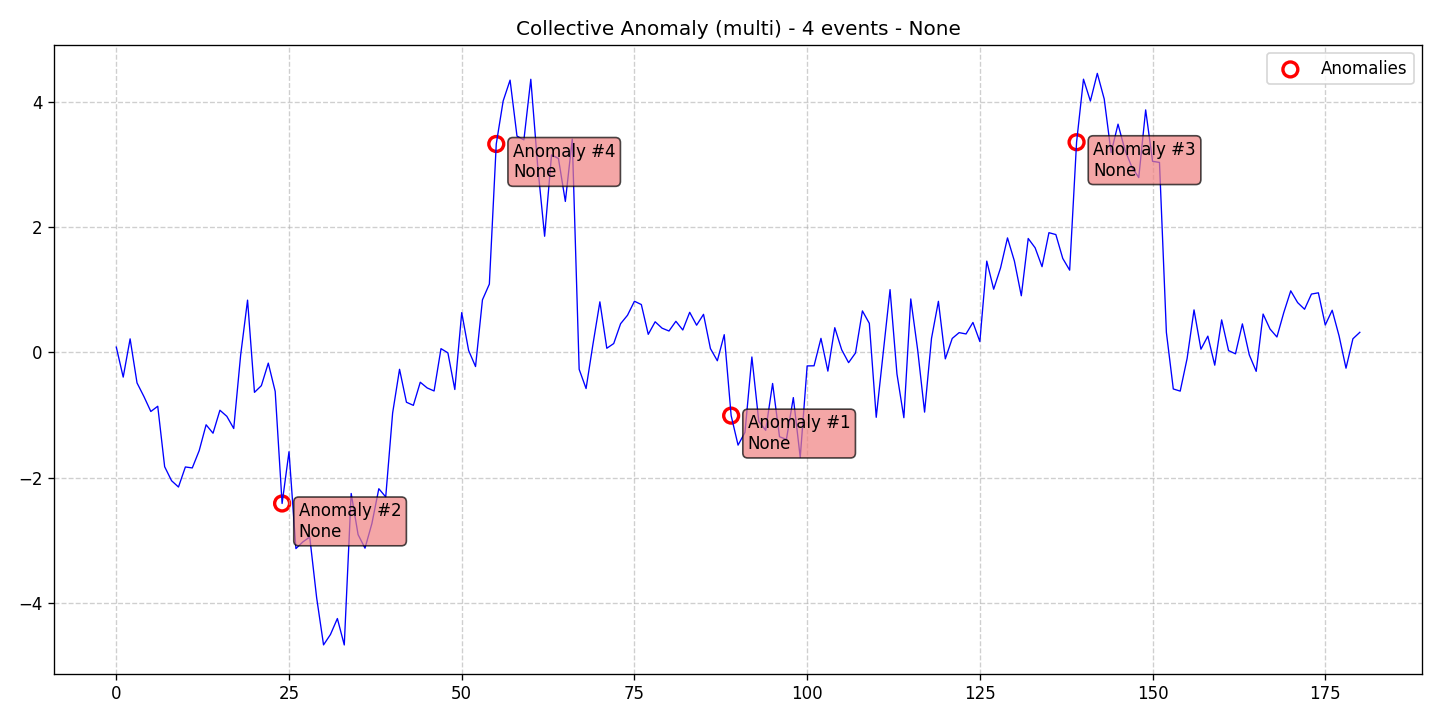 Collective Anomaly (multi) - 4 events - None
Anomalies
4
2
0
−2
−4
Anomaly #4
None
Anomaly #3
None
Anomaly #1
None
Anomaly #2
None
0
25
50
75
100
125
150
175